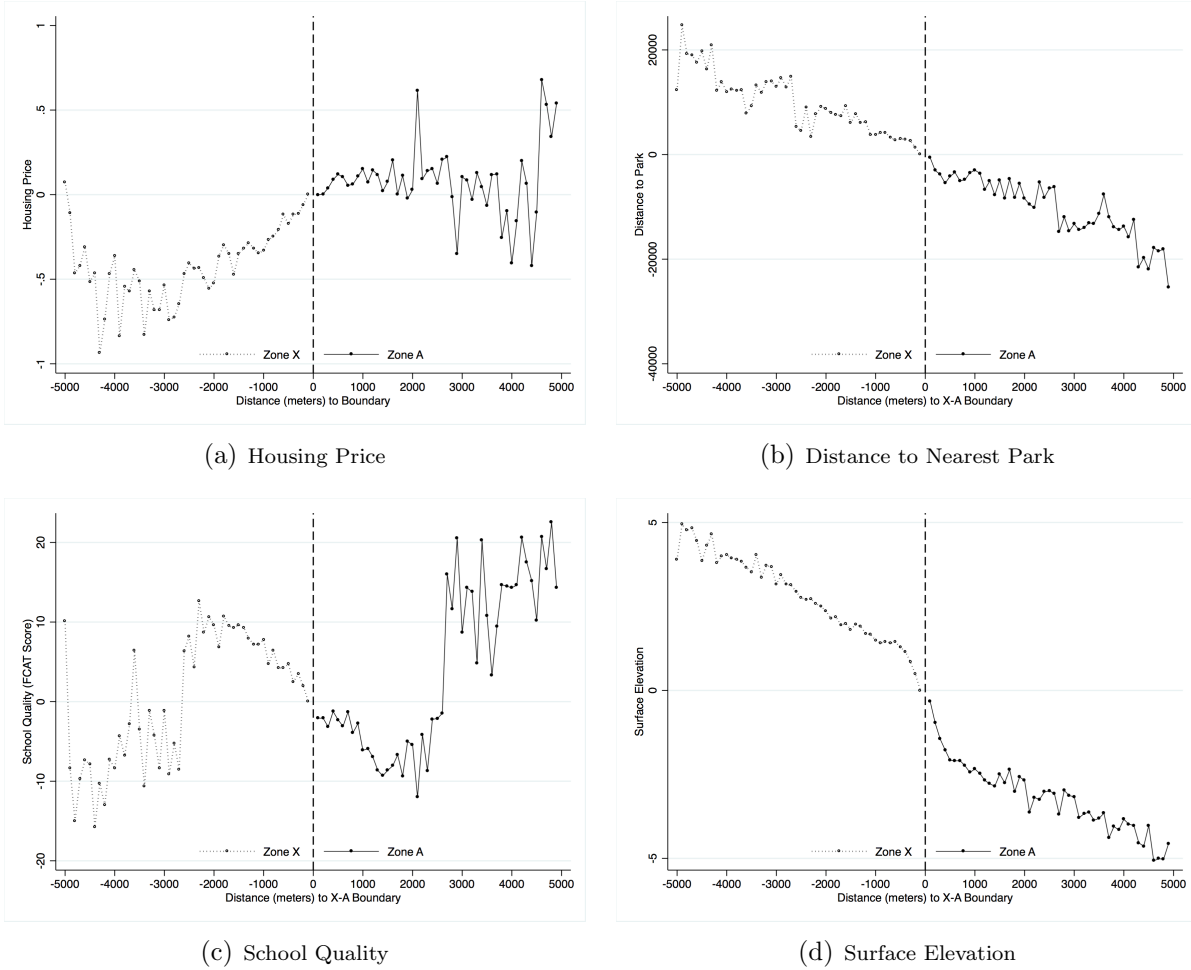 Housing Price
1
.5
0
-.5
-1
Zone X Zone A
-5000 -4000 -3000 -2000 -1000 0 1000 2000 3000 4000 5000
Distance (meters) to Boundary
(a) Housing Price
Distance to Park
20000
0
-20000
-40000
Zone X Zone A
-5000 -4000 -3000 -2000 -1000 0 1000 2000 3000 4000 5000
Distance (meters) to X-A Boundary
(b) Distance to Nearest Park
School Quality (FCAT Score)
20
10
0
-10
-20
Zone X Zone A
-5000 -4000 -3000 -2000 -1000 0 1000 2000 3000 4000 5000
Distance (meters) to X-A Boundary
(c) School Quality
Surface Elevation
5
0
-5
Zone X Zone A
-5000 -4000 -3000 -2000 -1000 0 1000 2000 3000 4000 5000
Distance (meters) to X-A Boundary
(d) Surface Elevation